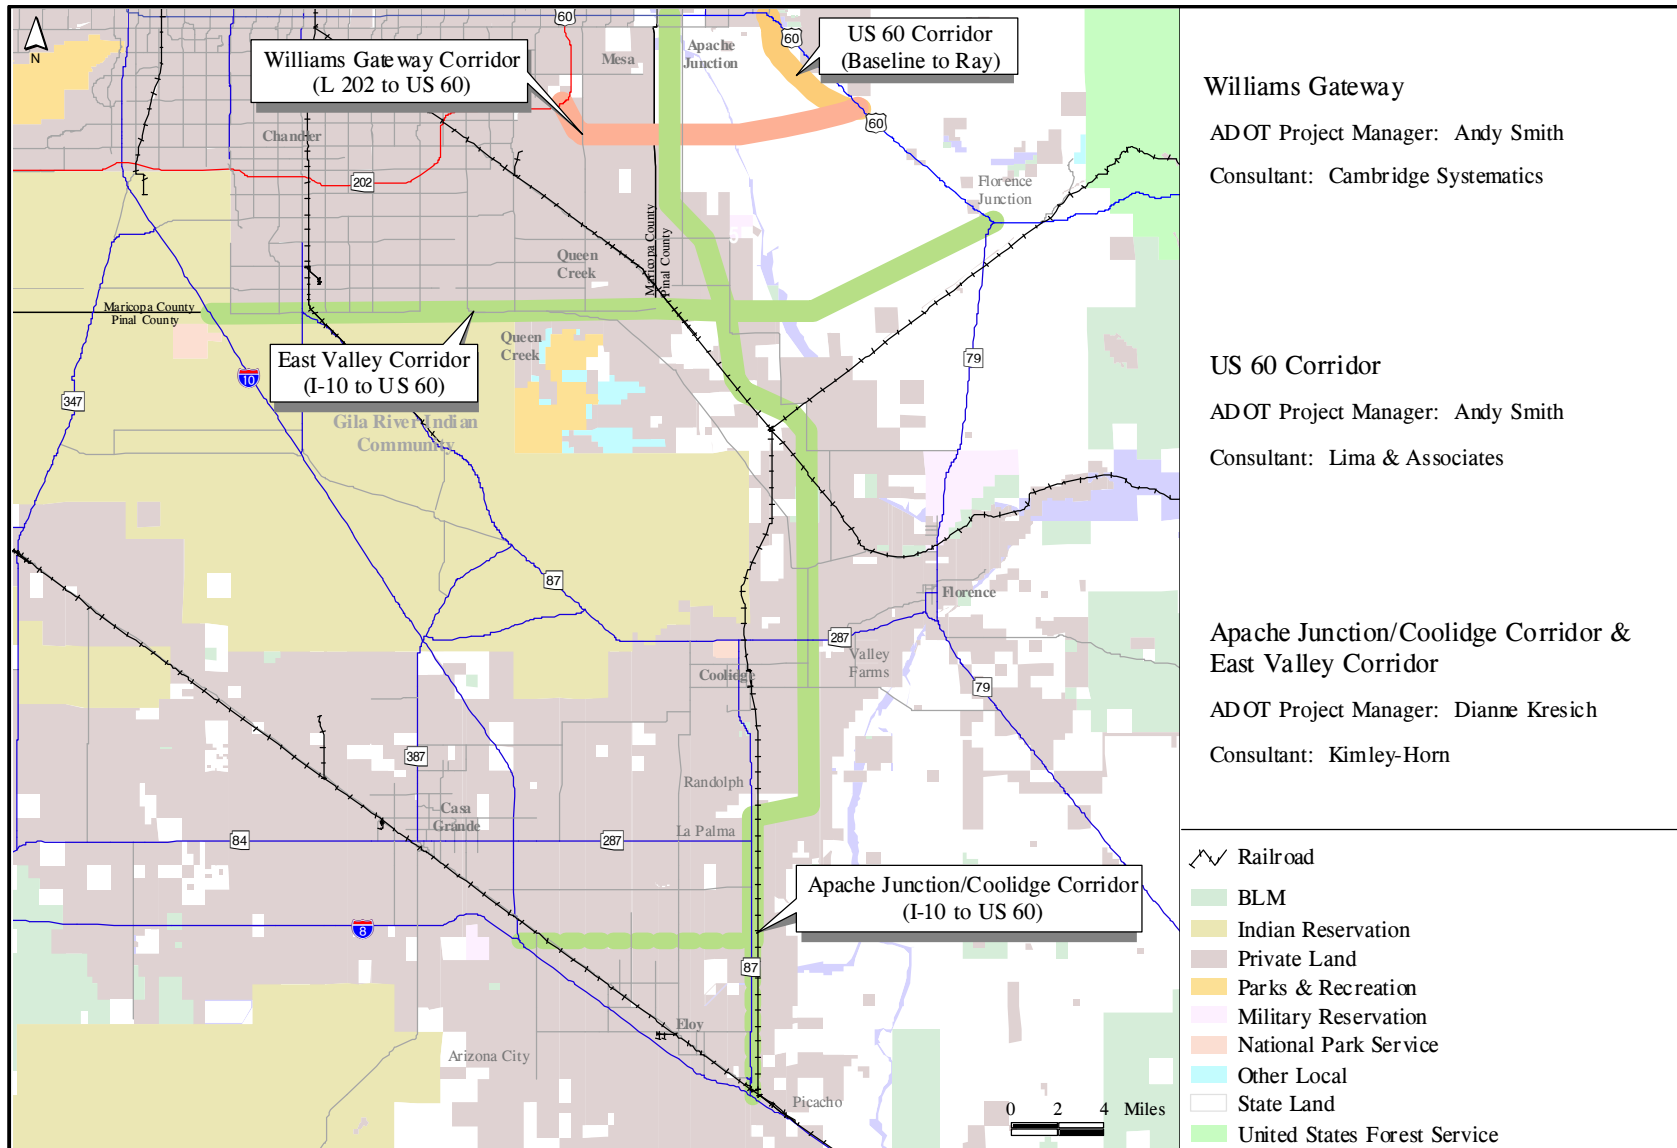 N
60
Williams Gateway Corridor
(L 202 to US 60)
Mesa
Apache
Junction
60
US 60 Corridor
(Baseline to Ray)
60
Chandler
202
Florence
Junction
Maricopa County
Pinal County
Queen
Creek
Maricopa County
Pinal County
East Valley Corridor
(I-10 to US 60)
Queen
Creek
10
347
79
Gila River Indian
Community
87
Florence
287
Valley
Farms
Coolidge
79
387
Randolph
Casa
Grande
La Palma
84
287
Apache Junction/Coolidge Corridor
(I-10 to US 60)
8
87
Eloy
Arizona City
Picacho
0 2 4 Miles
Williams Gateway
ADOT Project Manager: Andy Smith
Consultant: Cambridge Systematics
US 60 Corridor
ADOT Project Manager: Andy Smith
Consultant: Lima & Associates
Apache Junction/Coolidge Corridor &
East Valley Corridor
ADOT Project Manager: Dianne Kresich
Consultant: Kimley-Horn
Railroad
BLM
Indian Reservation
Private Land
Parks & Recreation
Military Reservation
National Park Service
Other Local
State Land
United States Forest Service